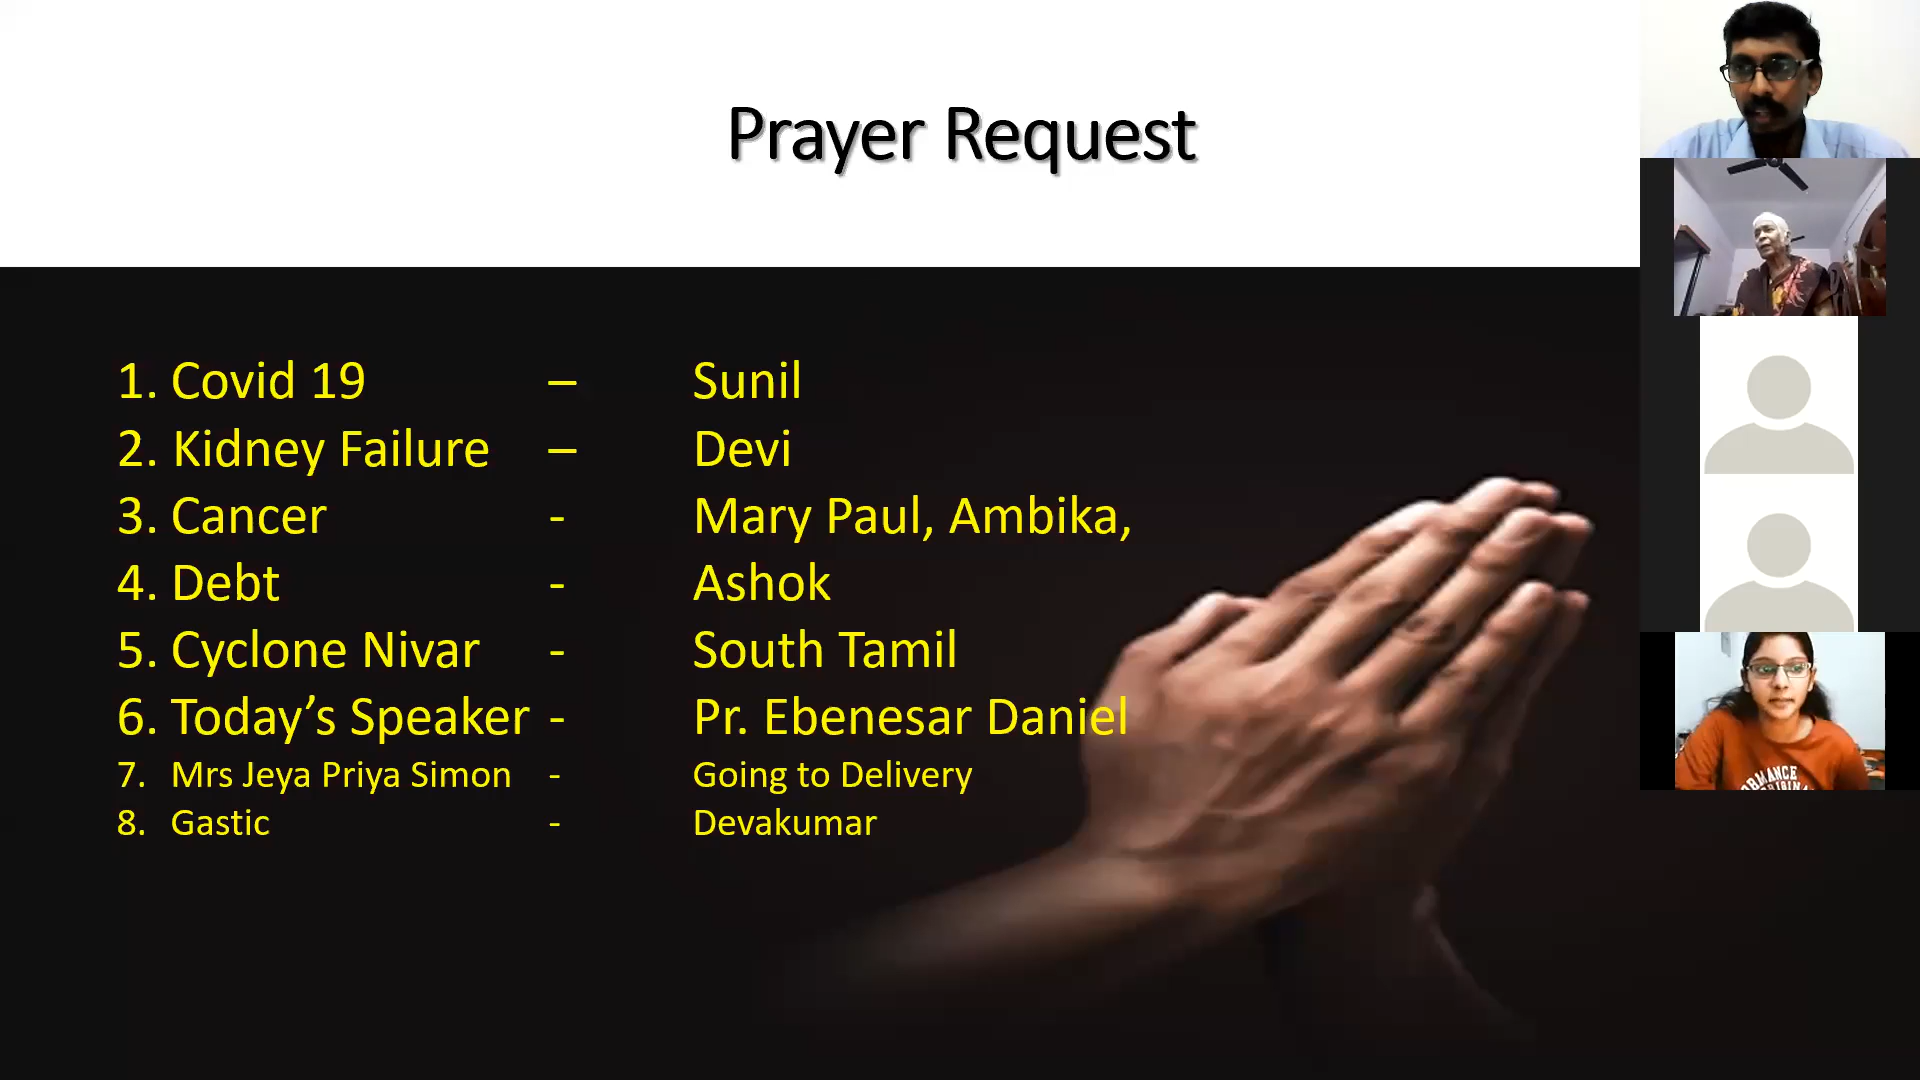 Prayer Request
1. Covid 19 – Sunil
2. Kidney Failure – Devi
3. Cancer - Mary Paul, Ambika,
4. Debt - Ashok
5. Cyclone Nivar - South Tamil
6. Today’s Speaker - Pr. Ebenesar Daniel
7. Mrs Jeya Priya Simon - Going to Delivery
8. Gastic - Devakumar